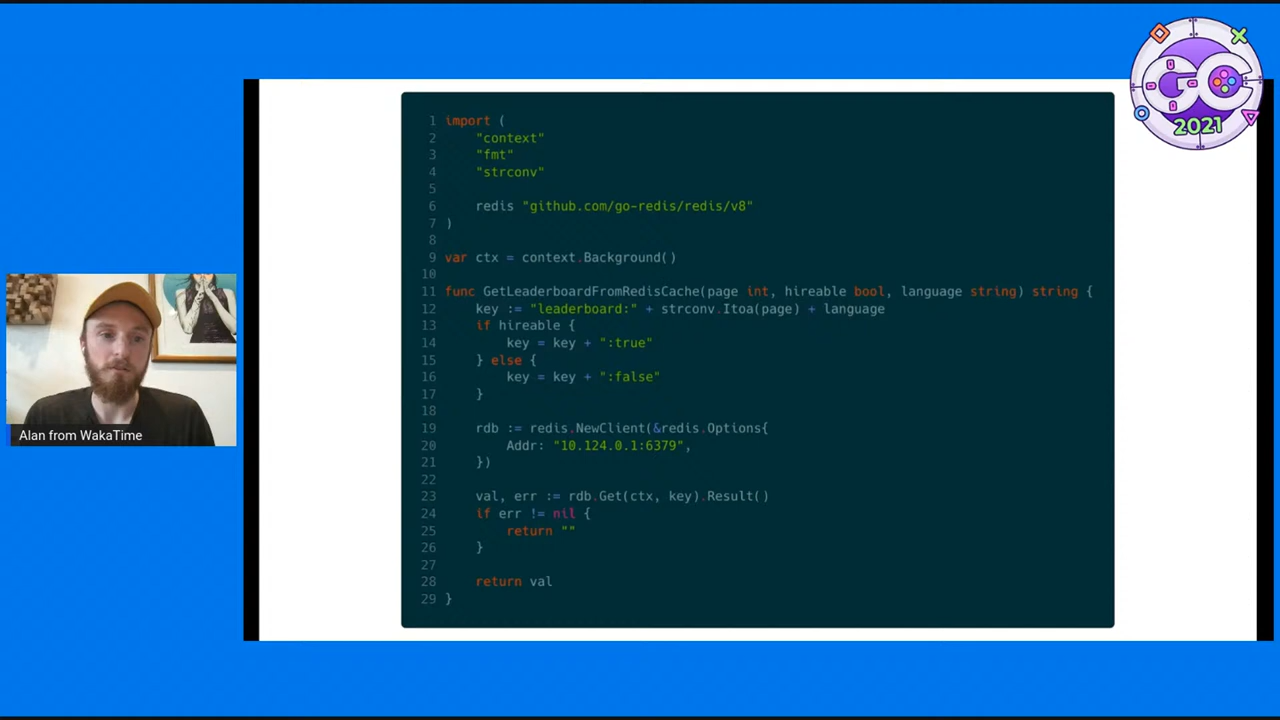 GC
2021
1 import (
2 "context"
3 "fmt"
4 "strconv"
5
6 redis "github.com/go-redis/redis/v8"
7 )
8
9 var ctx = context.Background()
10
11 func GetLeaderboardFromRedisCache(page int, hireable bool, language string) string {
12 key := "leaderboard:" + strconv.Itoa(page) + language
13 if hireable {
14 key = key + ":true"
15 } else {
16 key = key + ":false"
17 }
18
19 rdb := redis.NewClient(&redis.Options{
20 Addr: "10.124.0.1:6379",
21 })
22
23 val, err := rdb.Get(ctx, key).Result()
24 if err != nil {
25 return ""
26 }
27
28 return val
29 }
Alan from WakaTime